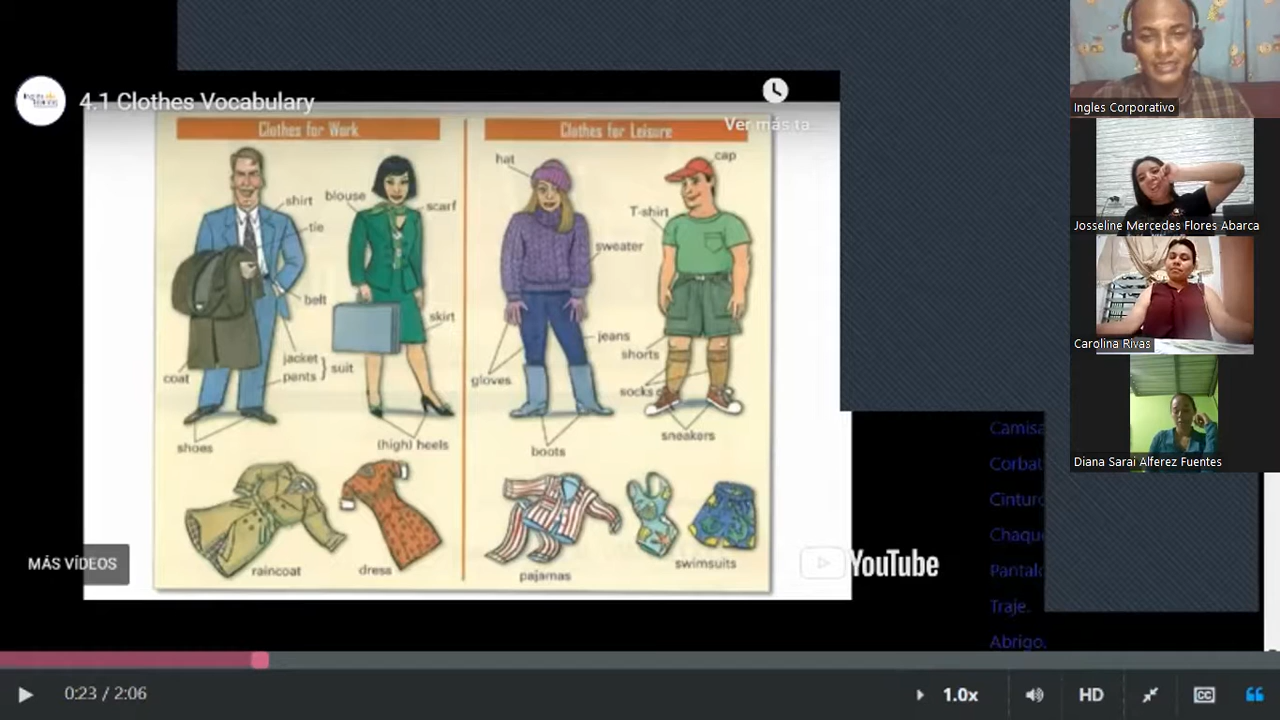 4.1 Clothes Vocabulary
Ver más ta...
Clothes for Work
Clothes for Leisure
hat
cap
shirt
blouse
scarf
T-shirt
tie
sweater
belt
skirt
jeans
jacket
pants
suit
shorts
coat
gloves
socks
shoes
(high) heels
boots
sneakers
raincoat
dress
pajamas
swimsuits
MÁS VÍDEOS
YouTube
Camisa
Corbat
Cinturo
Chaque
Pantalo
Traje.
Abrigo.
Ingles Corporativo
Josseline Mercedes Flores Abarca
Carolina Rivas
Diana Sarai Alferez Fuentes
0:23 / 2:06
1.0x
HD
CC